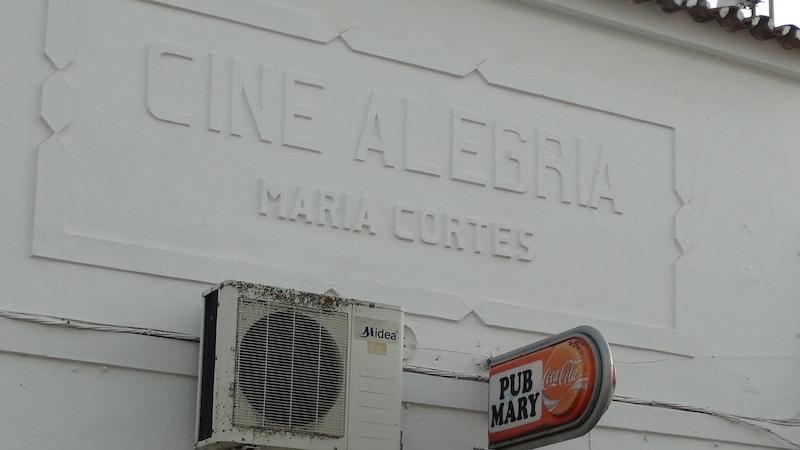 CINE ALEGRIA
MARIA CORTES
Midea
PUB
MARY
Coca-Cola